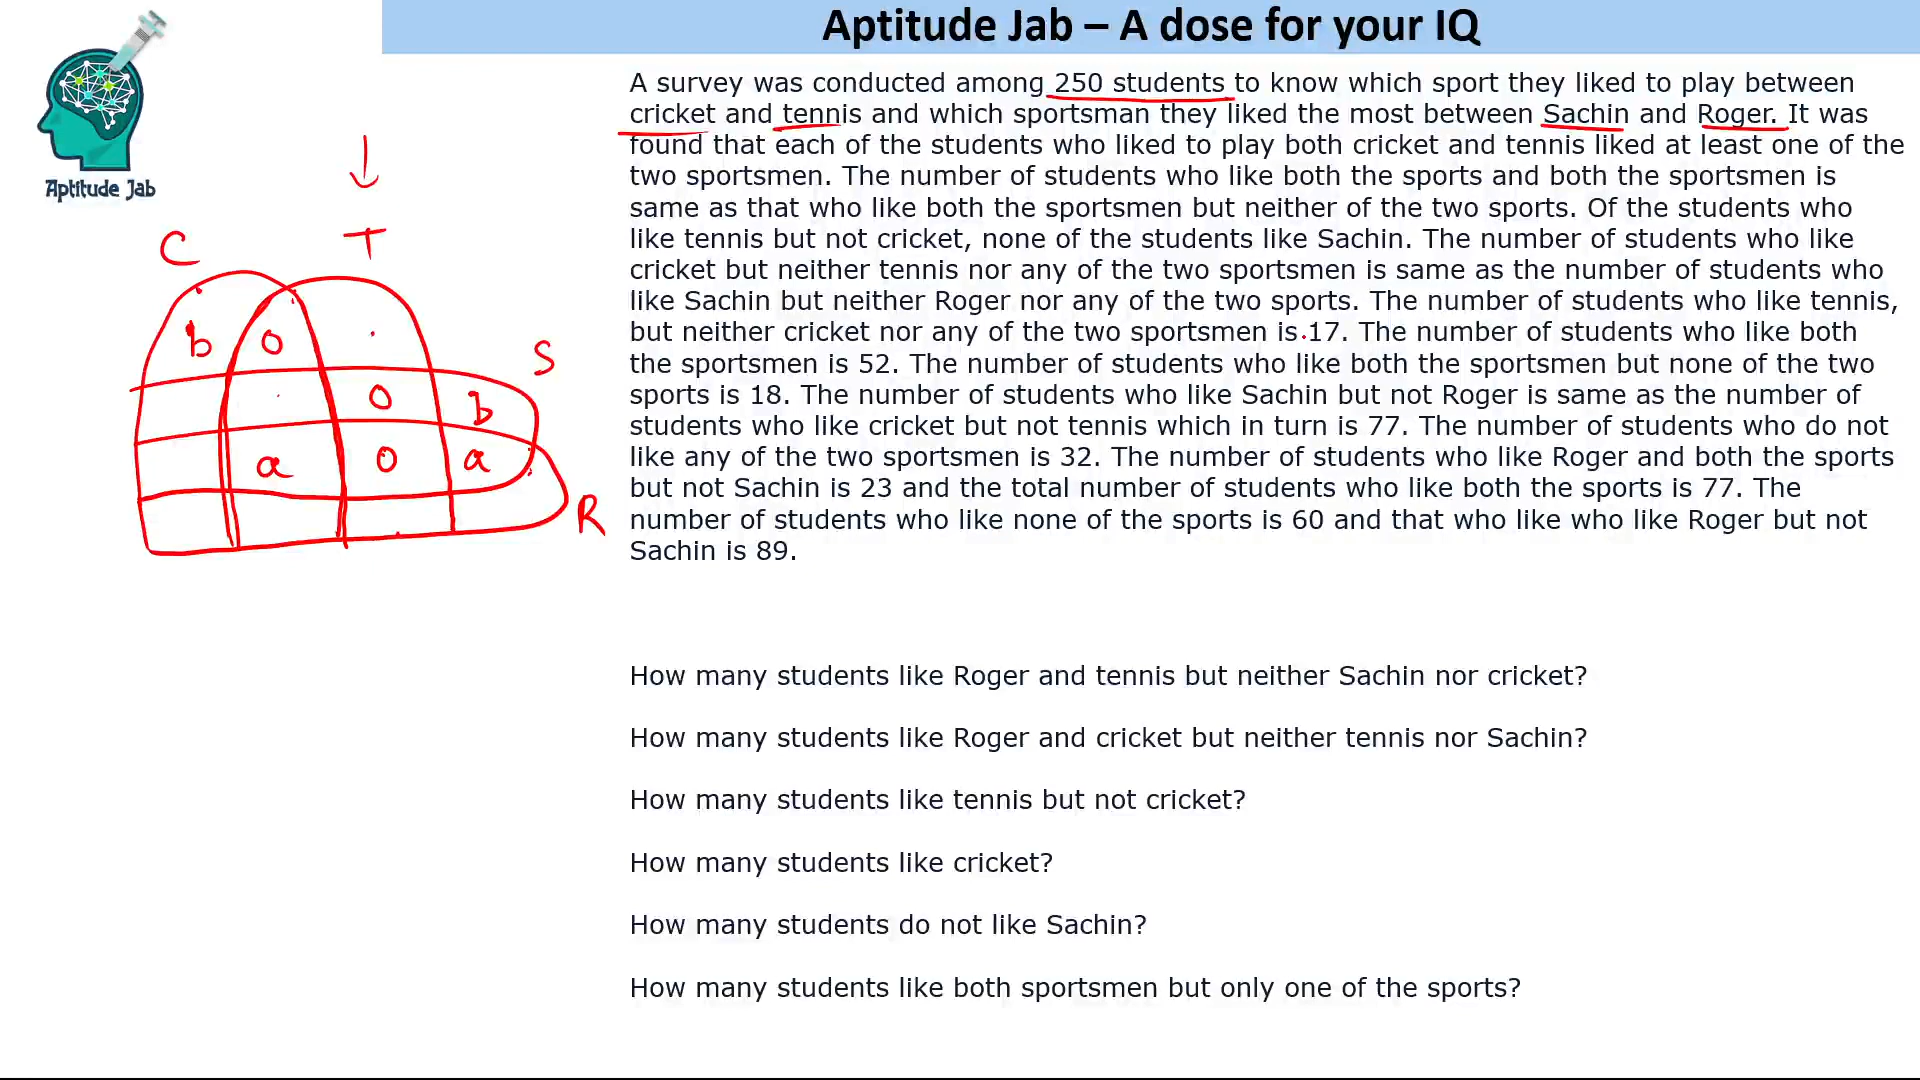 Aptitude Jab – A dose for your IQ
Aptitude Jab
A survey was conducted among 250 students to know which sport they liked to play between
cricket and tennis and which sportsman they liked the most between Sachin and Roger. It was
found that each of the students who liked to play both cricket and tennis liked at least one of the
two sportsmen. The number of students who like both the sports and both the sportsmen is
same as that who like both the sportsmen but neither of the two sports. Of the students who
like tennis but not cricket, none of the students like Sachin. The number of students who like
cricket but neither tennis nor any of the two sportsmen is same as the number of students who
like Sachin but neither Roger nor any of the two sports. The number of students who like tennis,
but neither cricket nor any of the two sportsmen is 17. The number of students who like both
the sportsmen is 52. The number of students who like both the sportsmen but none of the two
sports is 18. The number of students who like Sachin but not Roger is same as the number of
students who like cricket but not tennis which in turn is 77. The number of students who do not
like any of the two sportsmen is 32. The number of students who like Roger and both the sports
but not Sachin is 23 and the total number of students who like both the sports is 77. The
number of students who like none of the sports is 60 and that who like who like Roger but not
Sachin is 89.
C T
b 0
S
0 b
a 0 a
R
How many students like Roger and tennis but neither Sachin nor cricket?
How many students like Roger and cricket but neither tennis nor Sachin?
How many students like tennis but not cricket?
How many students like cricket?
How many students do not like Sachin?
How many students like both sportsmen but only one of the sports?